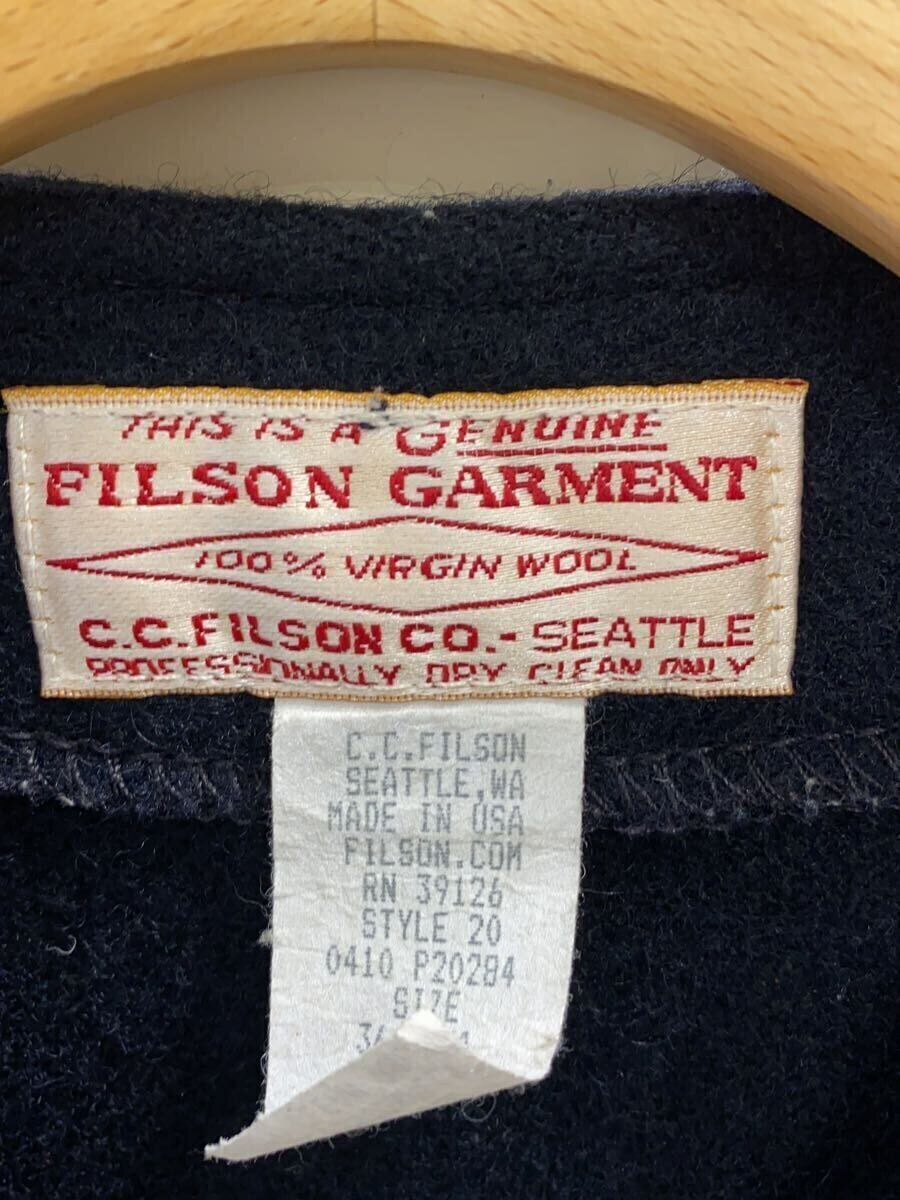 THIS IS A GENUINE
FILSON GARMENT
100% VIRGIN WOOL
C.C.FILSON CO.- SEATTLE
PROFESSIONALLY DRY CLEAN ONLY
C.C.FILSON
SEATTLE,WA
MADE IN USA
FILSON.COM
RN 39126
STYLE 20
0410 P20284
SIZE